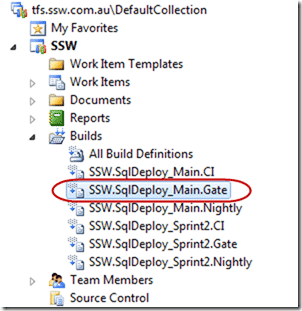 tfs.ssw.com.au\DefaultCollection
My Favorites
SSW
Work Item Templates
Work Items
Documents
Reports
Builds
All Build Definitions
SSW.SqlDeploy_Main.CI
SSW.SqlDeploy_Main.Gate
SSW.SqlDeploy_Main.Nightly
SSW.SqlDeploy_Sprint2.CI
SSW.SqlDeploy_Sprint2.Gate
SSW.SqlDeploy_Sprint2.Nightly
Team Members
Source Control